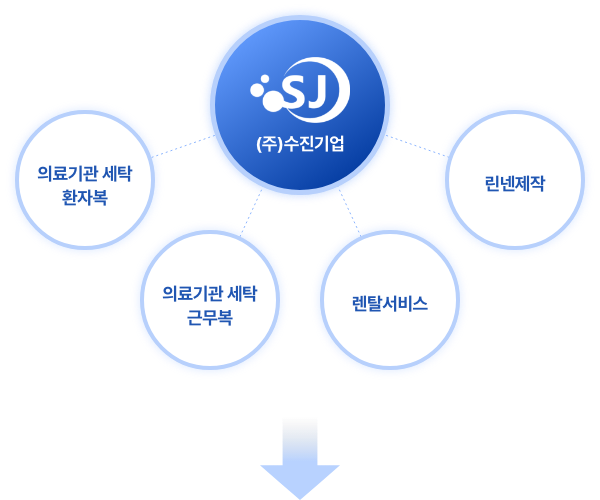 SJ
(주)수진기업
의료기관 세탁
환자복
의료기관 세탁
근무복
렌탈서비스
린넨제작